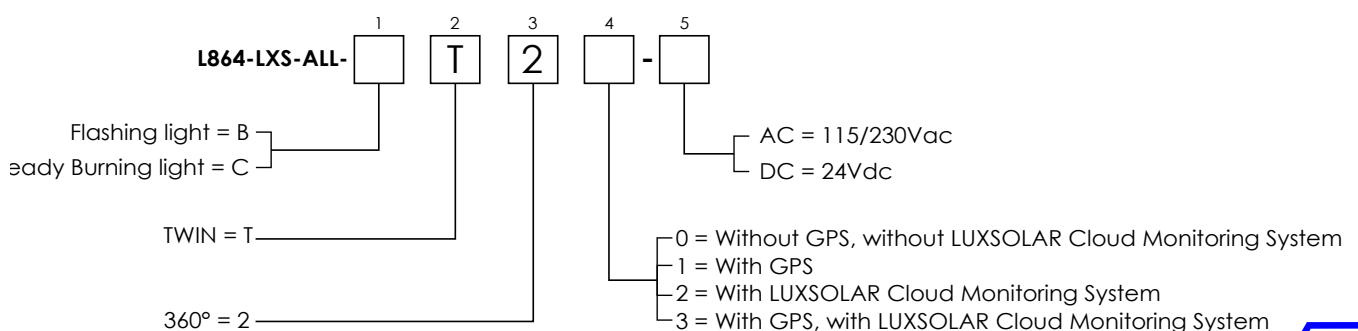 1 2 3 4 5
L864-LXS-ALL- T 2 -
Flashing light = B
eady Burning light = C
AC = 115/230Vac
DC = 24Vdc
TWIN = T
360° = 2
0 = Without GPS, without LUXSOLAR Cloud Monitoring System
1 = With GPS
2 = With LUXSOLAR Cloud Monitoring System
3 = With GPS, with LUXSOLAR Cloud Monitoring System